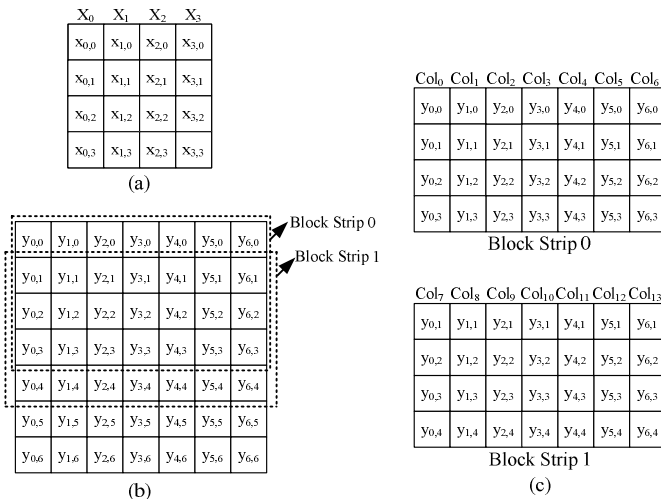 X₀ X₁ X₂ X₃
x₀,₀ x₁,₀ x₂,₀ x₃,₀
x₀,₁ x₁,₁ x₂,₁ x₃,₁
x₀,₂ x₁,₂ x₂,₂ x₃,₂
x₀,₃ x₁,₃ x₂,₃ x₃,₃
(a)
y₀,₀ y₁,₀ y₂,₀ y₃,₀ y₄,₀ y₅,₀ y₆,₀
y₀,₁ y₁,₁ y₂,₁ y₃,₁ y₄,₁ y₅,₁ y₆,₁
y₀,₂ y₁,₂ y₂,₂ y₃,₂ y₄,₂ y₅,₂ y₆,₂
y₀,₃ y₁,₃ y₂,₃ y₃,₃ y₄,₃ y₅,₃ y₆,₃
y₀,₄ y₁,₄ y₂,₄ y₃,₄ y₄,₄ y₅,₄ y₆,₄
y₀,₅ y₁,₅ y₂,₅ y₃,₅ y₄,₅ y₅,₅ y₆,₅
y₀,₆ y₁,₆ y₂,₆ y₃,₆ y₄,₆ y₅,₆ y₆,₆
Block Strip 0
Block Strip 1
(b)
Col₀ Col₁ Col₂ Col₃ Col₄ Col₅ Col₆
y₀,₀ y₁,₀ y₂,₀ y₃,₀ y₄,₀ y₅,₀ y₆,₀
y₀,₁ y₁,₁ y₂,₁ y₃,₁ y₄,₁ y₅,₁ y₆,₁
y₀,₂ y₁,₂ y₂,₂ y₃,₂ y₄,₂ y₅,₂ y₆,₂
y₀,₃ y₁,₃ y₂,₃ y₃,₃ y₄,₃ y₅,₃ y₆,₃
Block Strip 0
Col₇ Col₈ Col₉ Col₁₀ Col₁₁ Col₁₂ Col₁₃
y₀,₁ y₁,₁ y₂,₁ y₃,₁ y₄,₁ y₅,₁ y₆,₁
y₀,₂ y₁,₂ y₂,₂ y₃,₂ y₄,₂ y₅,₂ y₆,₂
y₀,₃ y₁,₃ y₂,₃ y₃,₃ y₄,₃ y₅,₃ y₆,₃
y₀,₄ y₁,₄ y₂,₄ y₃,₄ y₄,₄ y₅,₄ y₆,₄
Block Strip 1
(c)